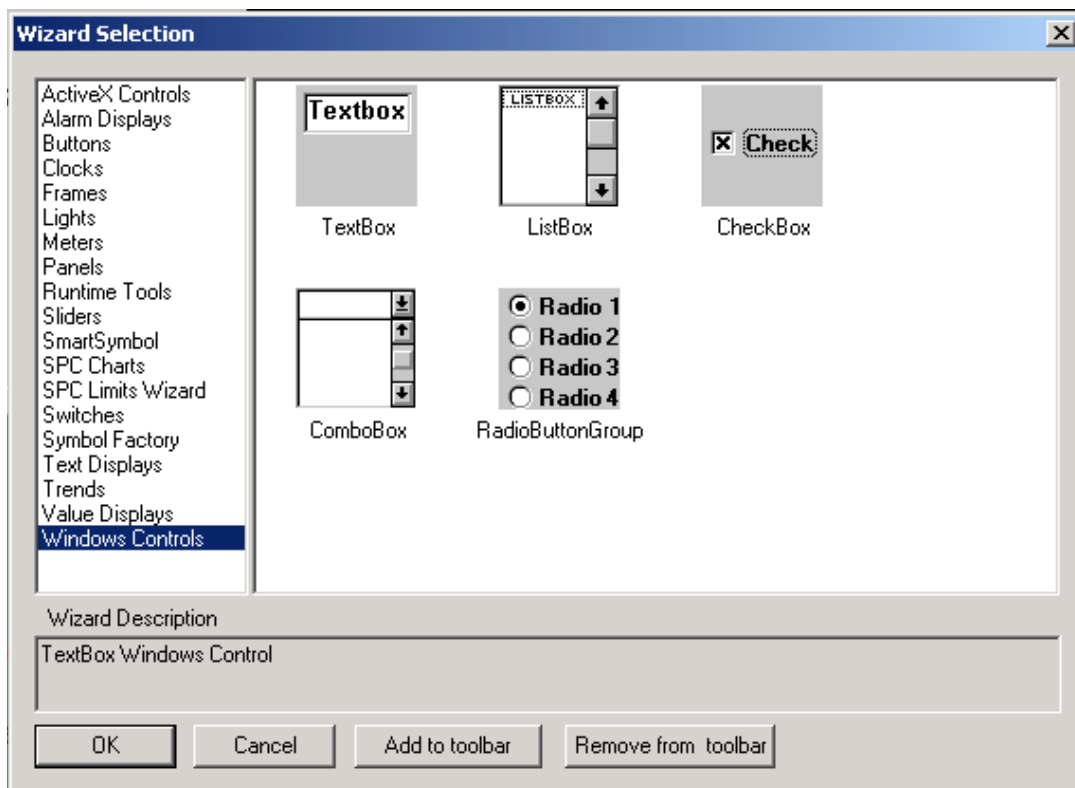 Wizard Selection
ActiveX Controls
Alarm Displays
Buttons
Clocks
Frames
Lights
Meters
Panels
Runtime Tools
Sliders
SmartSymbol
SPC Charts
SPC Limits Wizard
Switches
Symbol Factory
Text Displays
Trends
Value Displays
Windows Controls
Textbox
TextBox
LISTBOX
ListBox
Check
CheckBox
ComboBox
Radio 1
Radio 2
Radio 3
Radio 4
RadioButtonGroup
Wizard Description
TextBox Windows Control
OK
Cancel
Add to toolbar
Remove from toolbar